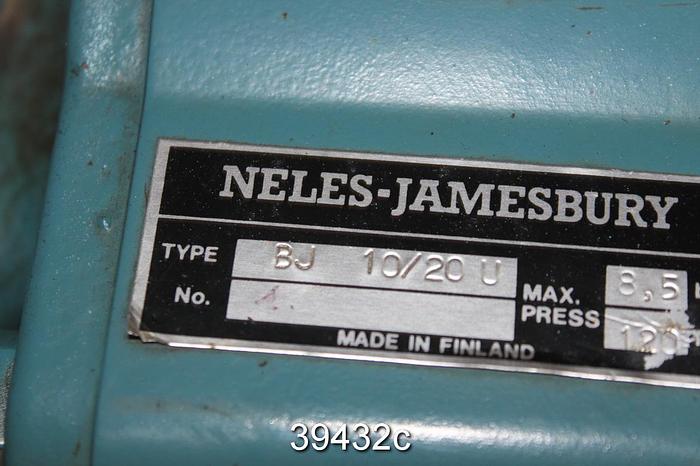 NELES-JAMESBURY
TYPE BJ 10/20 U
No.
MAX. PRESS 8,5
120
MADE IN FINLAND
39432c